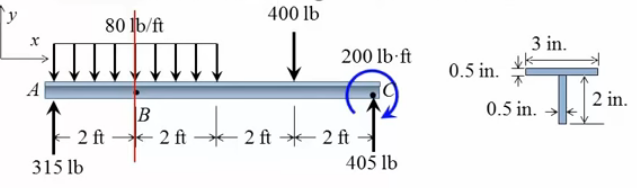 y
400 lb
80 lb/ft
x
200 lb·ft
3 in.
0.5 in.
A
C
B
0.5 in.
2 in.
2 ft
2 ft
2 ft
2 ft
315 lb
405 lb